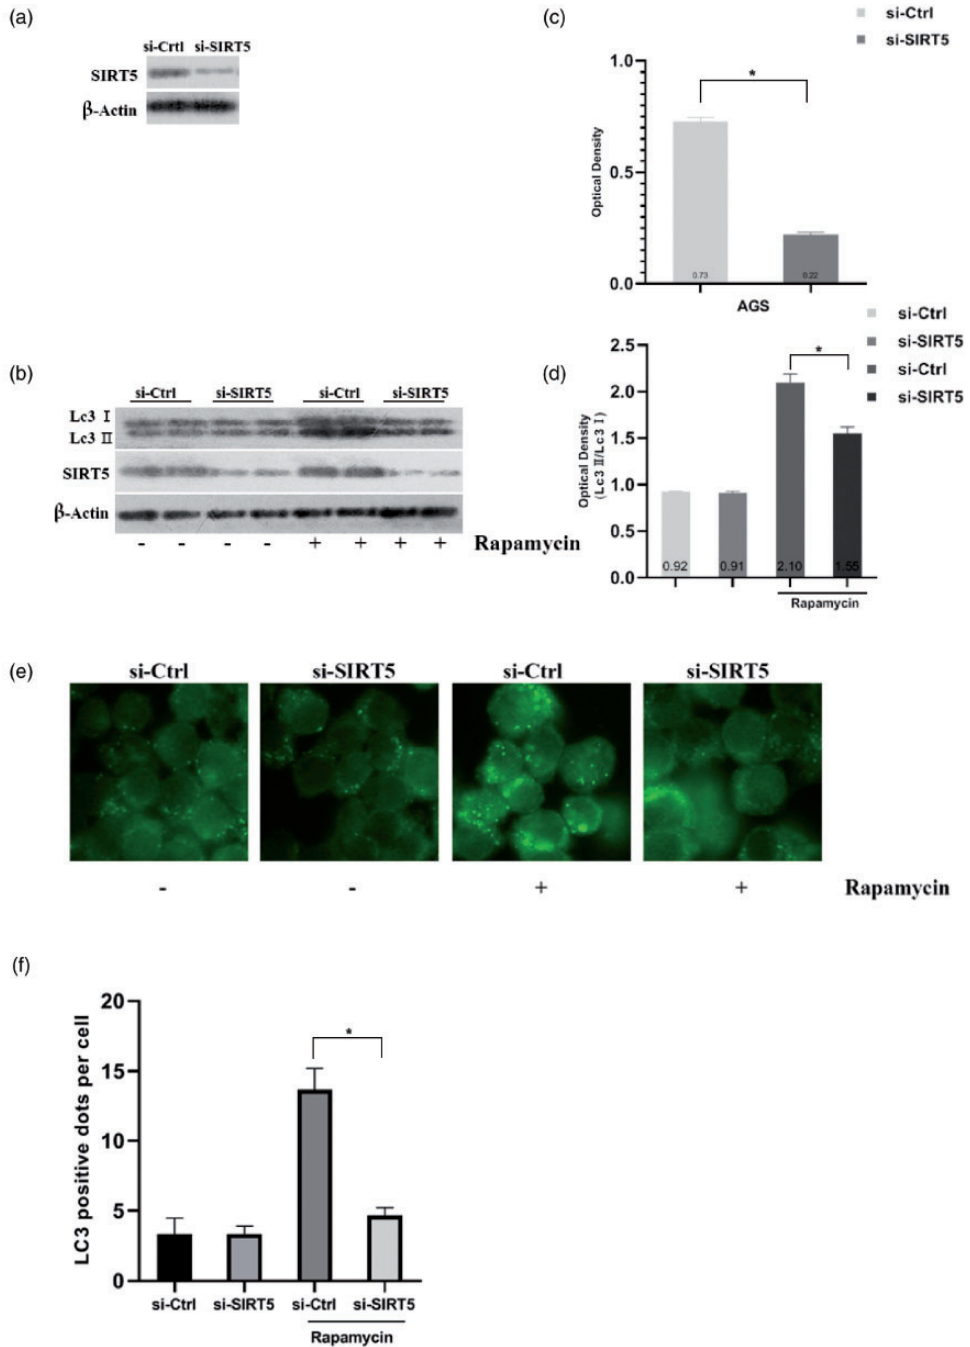 (a)
si-Crtl si-SIRT5
SIRT5
β-Actin
(c)
si-Ctrl
si-SIRT5
1.0
*
Optical Density
0.5
0.73
0.22
0.0
AGS
(b)
si-Ctrl si-SIRT5 si-Ctrl si-SIRT5
Lc3 Ⅰ
Lc3 Ⅱ
SIRT5
β-Actin
- - - - + + + + Rapamycin
(d)
si-Ctrl
si-SIRT5
si-Ctrl
si-SIRT5
2.5
*
2.0
1.5
Optical Density
(Lc3 Ⅱ/Lc3 Ⅰ)
1.0
0.5
0.92 0.91 2.10 1.55
0.0
Rapamycin
(e)
si-Ctrl si-SIRT5 si-Ctrl si-SIRT5
- - + + Rapamycin
(f)
20
*
LC3 positive dots per cell
15
10
5
0
si-Ctrl si-SIRT5 si-Ctrl si-SIRT5
Rapamycin